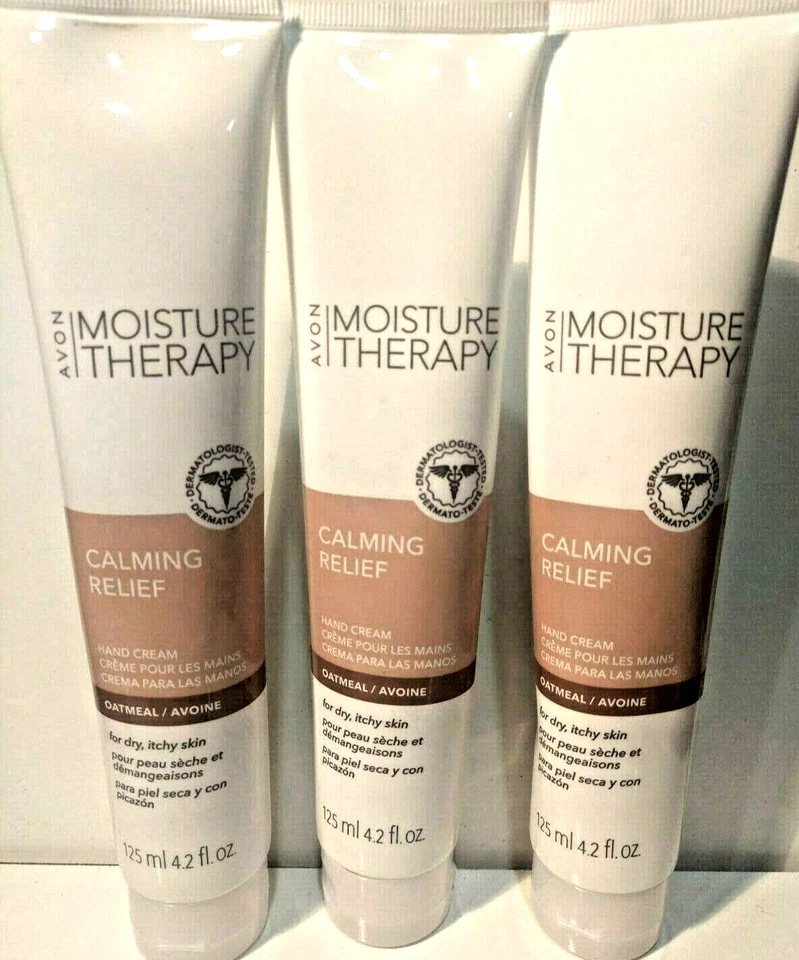 AVON
MOISTURE
THERAPY
DERMATOLOGIST-TESTED
DERMATO-TESTÉ
CALMING
RELIEF
HAND CREAM
CRÈME POUR LES MAINS
CREMA PARA LAS MANOS
OATMEAL / AVOINE
for dry, itchy skin
pour peau sèche et
démangeaisons
para piel seca y con
picazón
125 ml 4.2 fl. oz.
AVON
MOISTURE
THERAPY
DERMATOLOGIST-TESTED
DERMATO-TESTÉ
CALMING
RELIEF
HAND CREAM
CRÈME POUR LES MAINS
CREMA PARA LAS MANOS
OATMEAL / AVOINE
for dry, itchy skin
pour peau sèche et
démangeaisons
para piel seca y con
picazón
125 ml 4.2 fl. oz.
AVON
MOISTURE
THERAPY
DERMATOLOGIST-TESTED
DERMATO-TESTÉ
CALMING
RELIEF
HAND CREAM
CRÈME POUR LES MAINS
CREMA PARA LAS MANOS
OATMEAL / AVOINE
for dry, itchy skin
pour peau sèche et
démangeaisons
para piel seca y con
picazón
125 ml 4.2 fl. oz.